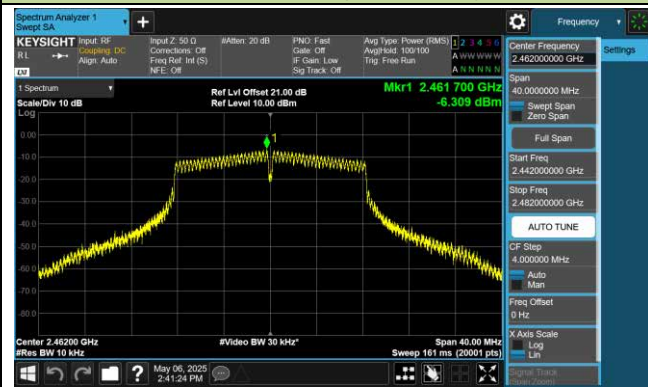 Spectrum Analyzer 1
Swept SA
Frequency
KEYSIGHT
RL
Input: RF
Coupling: DC
Align: Auto
Input Z: 50 Ω
Corrections: Off
Freq Ref: Int (S)
NFE: Off
#Atten: 20 dB
PNO: Fast
Gate: Off
IF Gain: Low
Sig Track: Off
Avg Type: Power (RMS)
Avg|Hold: 100/100
Trig: Free Run
1 2 3 4 5 6
A W W W W W
A N N N N N
LXI
1 Spectrum
Scale/Div 10 dB
Log
Ref Lvl Offset 21.00 dB
Ref Level 10.00 dBm
Mkr1 2.461 700 GHz
-6.309 dBm
0.00
-10.0
-20.0
-30.0
-40.0
-50.0
-60.0
-70.0
-80.0
1
Center 2.46200 GHz
#Res BW 10 kHz
#Video BW 30 kHz*
Span 40.00 MHz
Sweep 161 ms (20001 pts)
May 06, 2025
2:41:24 PM
Center Frequency
2.462000000 GHz
Settings
Span
40.0000000 MHz
Swept Span
Zero Span
Full Span
Start Freq
2.442000000 GHz
Stop Freq
2.482000000 GHz
AUTO TUNE
CF Step
4.000000 MHz
Auto
Man
Freq Offset
0 Hz
X Axis Scale
Log
Lin
Signal Track
(Span Zoom)